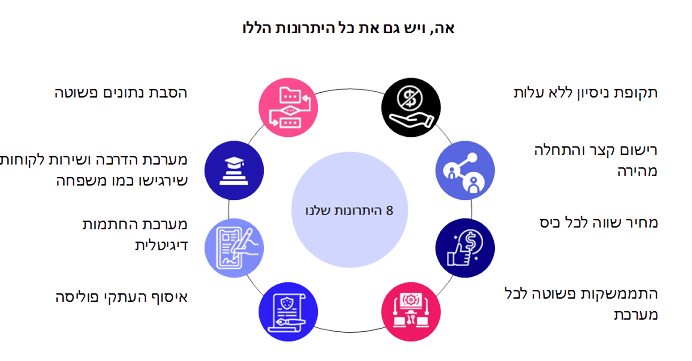 אה, ויש גם את כל היתרונות הללו
תקופת ניסיון ללא עלות
רישום קצר והתחלה
מהירה
מחיר שווה לכל כיס
התממשקות פשוטה לכל
מערכת
8 היתרונות שלנו
הסבת נתונים פשוטה
מערכת הדרכה ושירות לקוחות
שירגישו כמו משפחה
מערכת החתמות
דיגיטלית
איסוף העתקי פוליסה